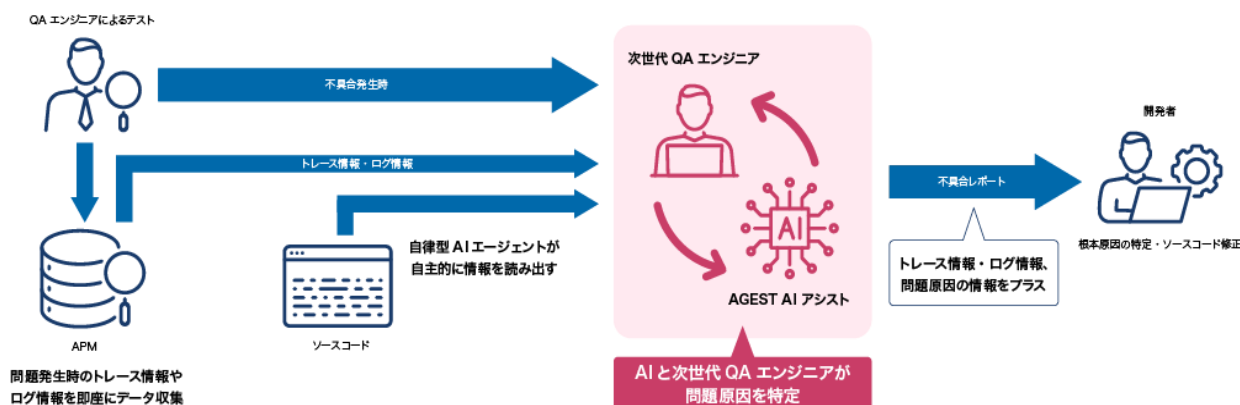 QA エンジニアによるテスト
不具合発生時
トレース情報・ログ情報
APM
問題発生時のトレース情報や
ログ情報を即座にデータ収集
自律型 AI エージェントが
自主的に情報を読み出す
ソースコード
次世代 QA エンジニア
AI
AGEST AI アシスト
AI と次世代 QA エンジニアが
問題原因を特定
不具合レポート
トレース情報・ログ情報、
問題原因の情報をプラス
開発者
根本原因の特定・ソースコード修正